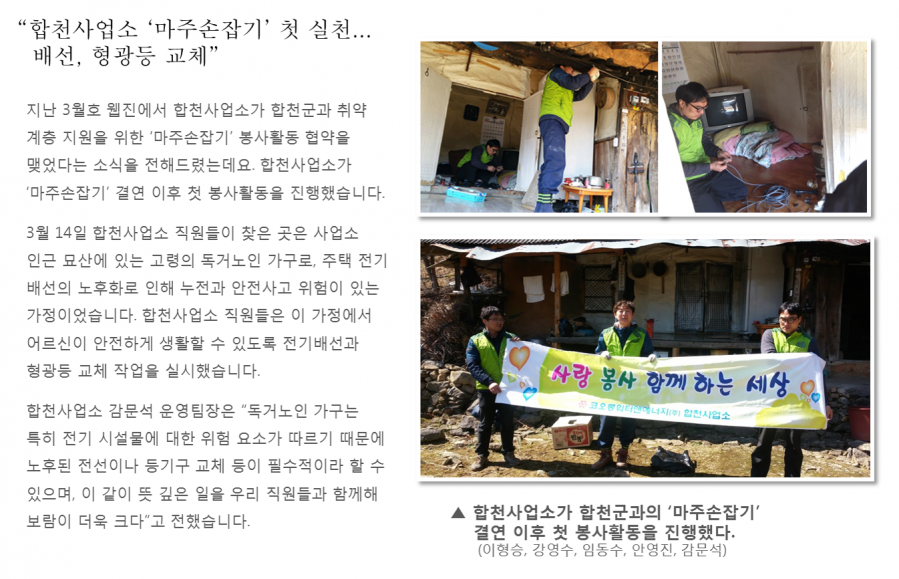 “합천사업소 ‘마주손잡기’ 첫 실천...
배선, 형광등 교체”
지난 3월호 웹진에서 합천사업소가 합천군과 취약
계층 지원을 위한 ‘마주손잡기’ 봉사활동 협약을
맺었다는 소식을 전해드렸는데요. 합천사업소가
‘마주손잡기’ 결연 이후 첫 봉사활동을 진행했습니다.
3월 14일 합천사업소 직원들이 찾은 곳은 사업소
인근 묘산에 있는 고령의 독거노인 가구로, 주택 전기
배선의 노후화로 인해 누전과 안전사고 위험이 있는
가정이었습니다. 합천사업소 직원들은 이 가정에서
어르신이 안전하게 생활할 수 있도록 전기배선과
형광등 교체 작업을 실시했습니다.
합천사업소 감문석 운영팀장은 “독거노인 가구는
특히 전기 시설물에 대한 위험 요소가 따르기 때문에
노후된 전선이나 등기구 교체 등이 필수적이라 할 수
있으며, 이 같이 뜻 깊은 일을 우리 직원들과 함께해
보람이 더욱 크다”고 전했습니다.
사랑 봉사 함께 하는 세상
코오롱워터앤에너지(주) 합천사업소
▲ 합천사업소가 합천군과의 ‘마주손잡기’
결연 이후 첫 봉사활동을 진행했다.
(이형승, 강영수, 임동수, 안영진, 감문석)